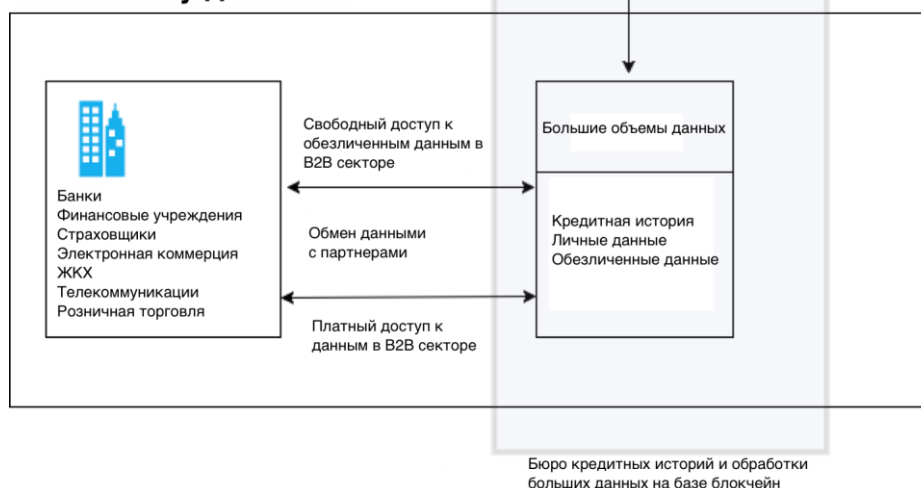 Свободный доступ к
обезличенным данным в
B2B секторе
Большие объемы данных
Банки
Финансовые учреждения
Страховщики
Электронная коммерция
ЖКХ
Телекоммуникации
Розничная торговля
Обмен данными
с партнерами
Кредитная история
Личные данные
Обезличенные данные
Платный доступ к
данным в B2B секторе
Бюро кредитных историй и обработки
больших данных на базе блокчейн